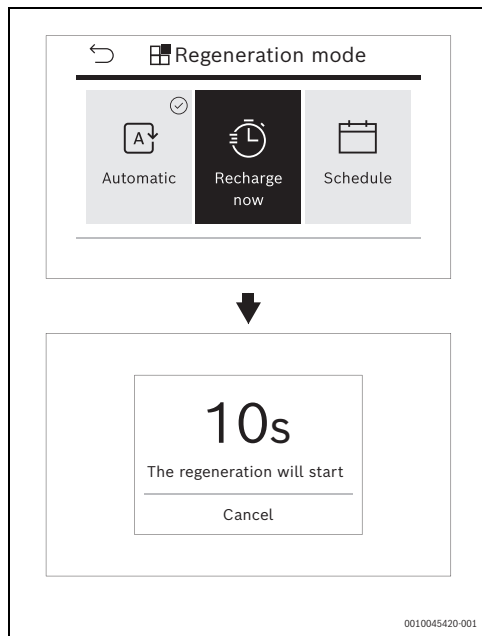 Regeneration mode
A
Automatic
Recharge
now
Schedule
10s
The regeneration will start
Cancel
0010045420-001